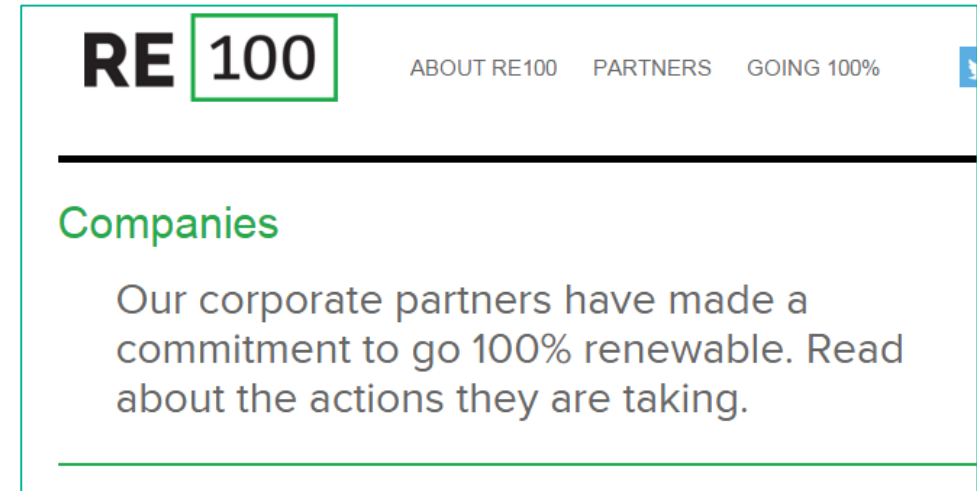 RE 100 ABOUT RE100 PARTNERS GOING 100%
Companies
Our corporate partners have made a
commitment to go 100% renewable. Read
about the actions they are taking.